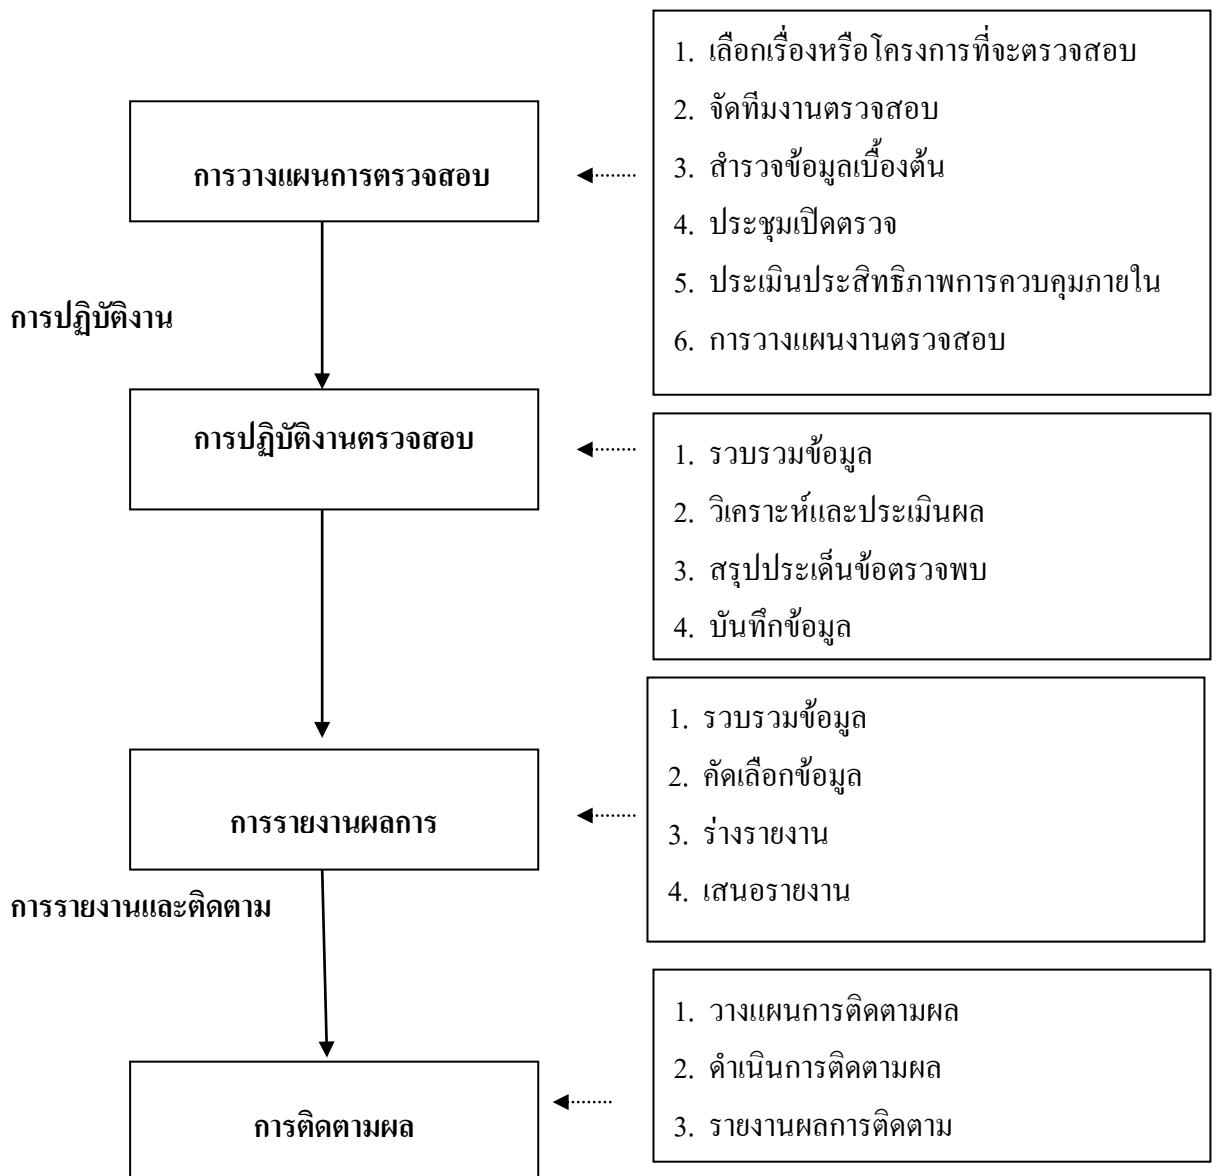 การวางแผนการตรวจสอบ
1. เลือกเรื่องหรือโครงการที่จะตรวจสอบ
2. จัดทีมงานตรวจสอบ
3. สำรวจข้อมูลเบื้องต้น
4. ประชุมเปิดตรวจ
5. ประเมินประสิทธิภาพการควบคุมภายใน
6. การวางแผนงานตรวจสอบ
การปฏิบัติงาน
การปฏิบัติงานตรวจสอบ
1. รวบรวมข้อมูล
2. วิเคราะห์และประเมินผล
3. สรุปประเด็นข้อตรวจพบ
4. บันทึกข้อมูล
การรายงานผลการ
1. รวบรวมข้อมูล
2. คัดเลือกข้อมูล
3. ร่างรายงาน
4. เสนอรายงาน
การรายงานและติดตาม
การติดตามผล
1. วางแผนการติดตามผล
2. ดำเนินการติดตามผล
3. รายงานผลการติดตาม